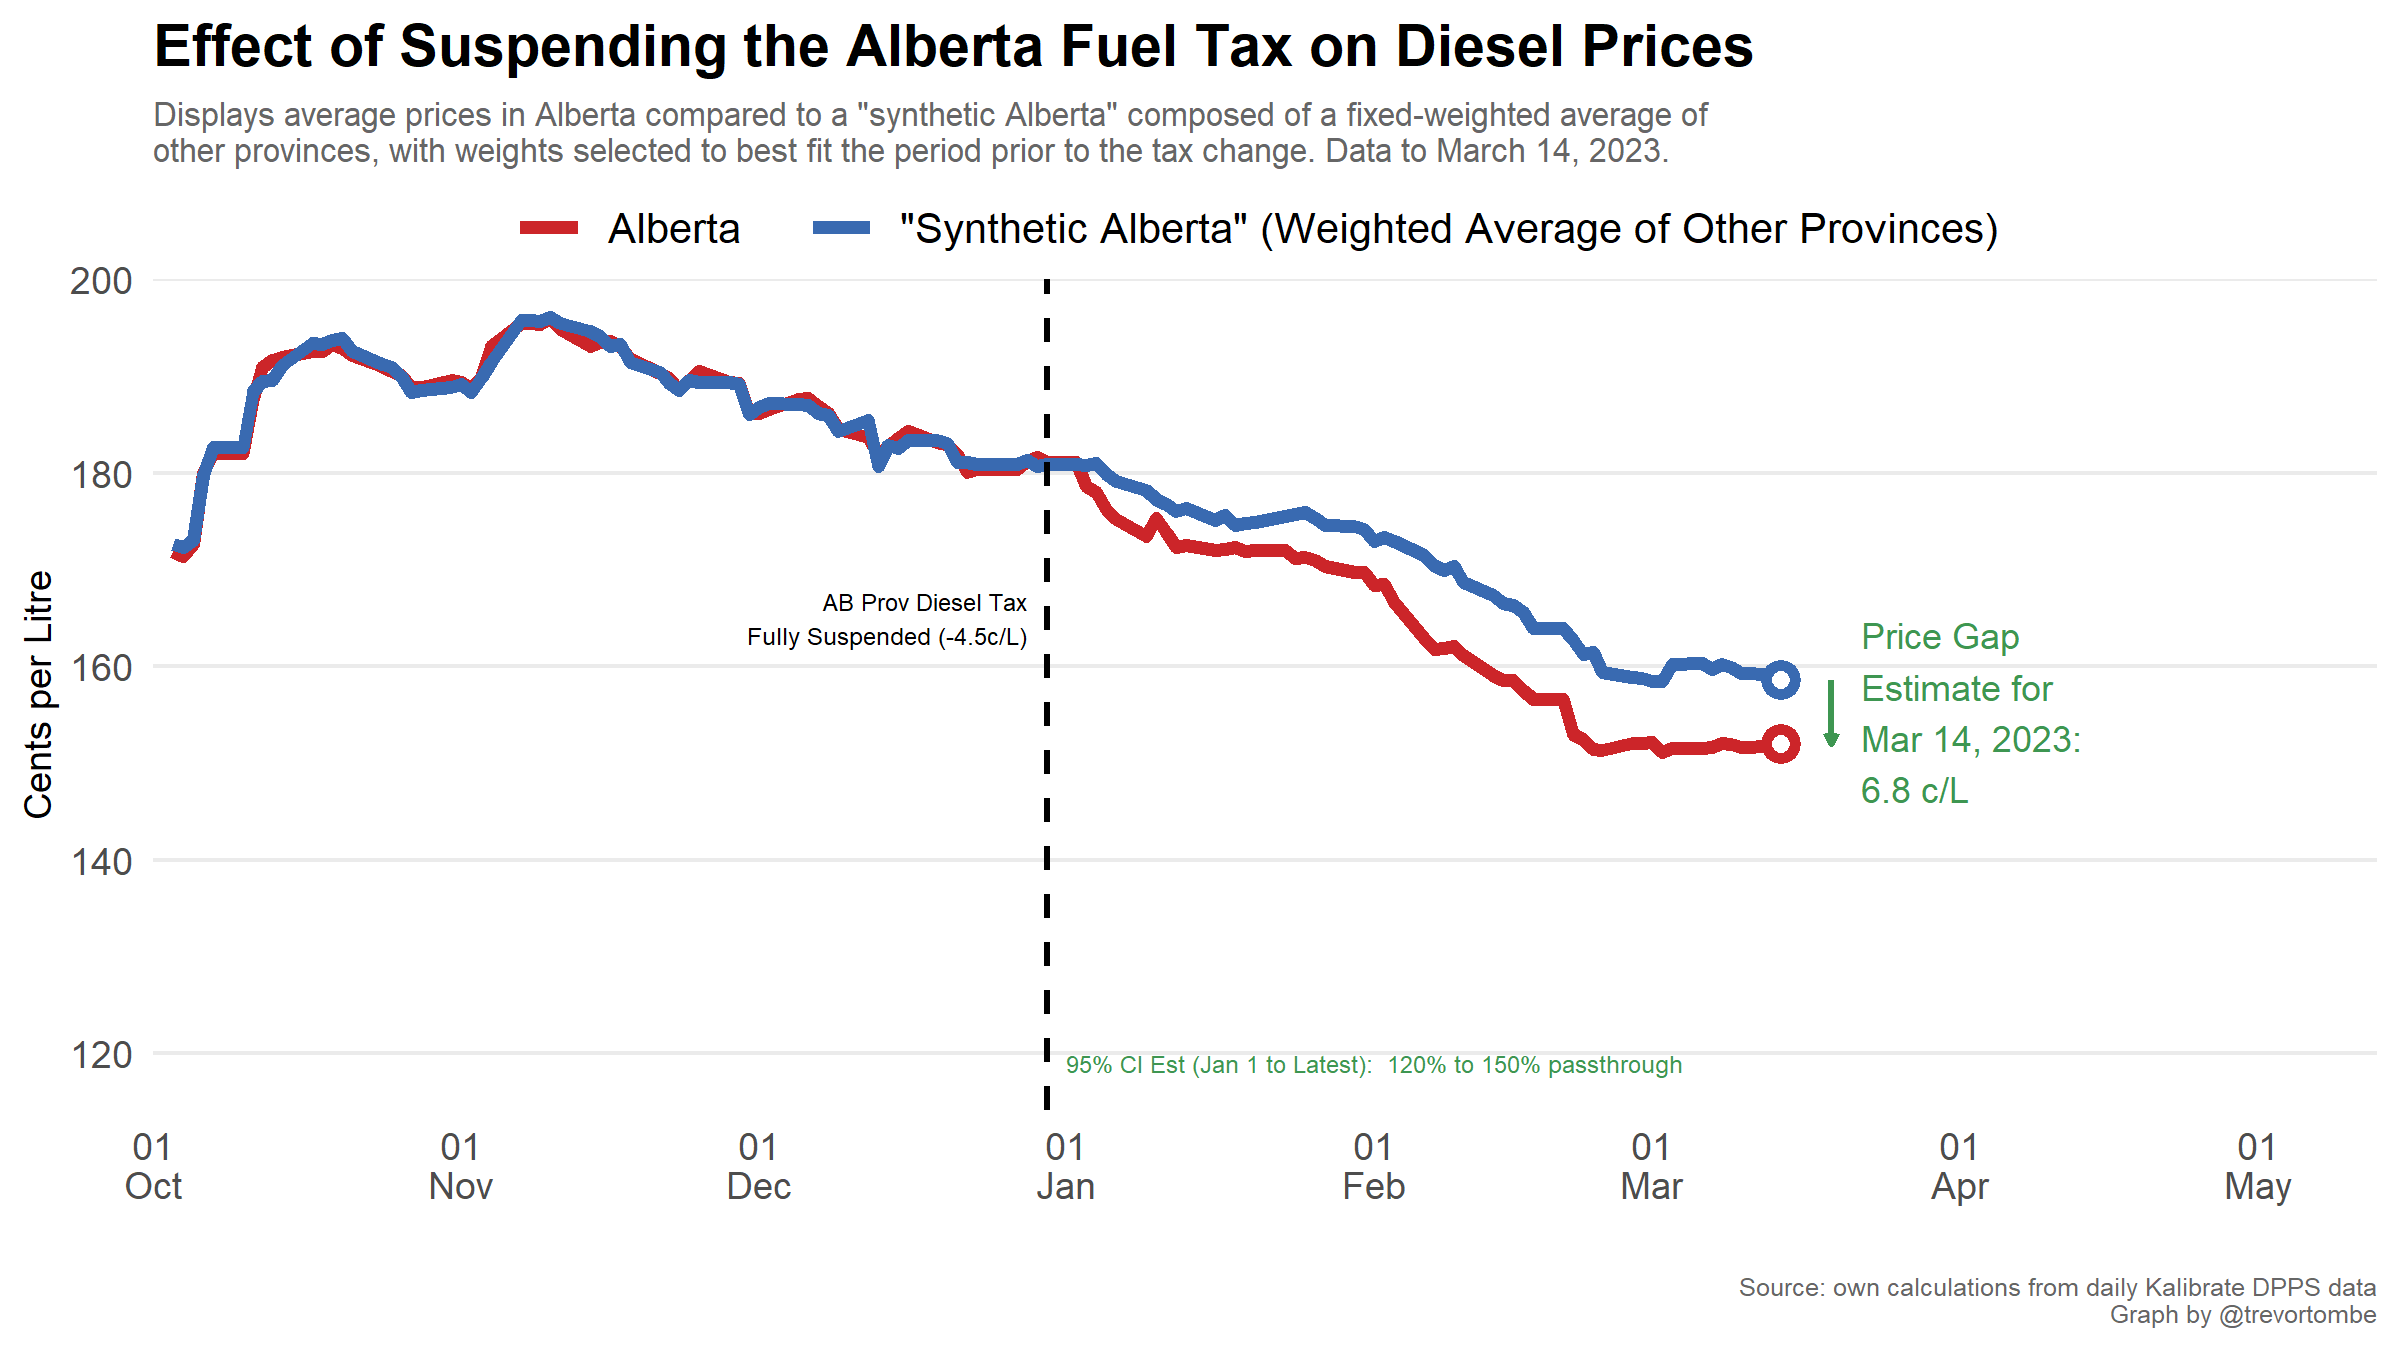 Effect of Suspending the Alberta Fuel Tax on Diesel Prices
Displays average prices in Alberta compared to a "synthetic Alberta" composed of a fixed-weighted average of
other provinces, with weights selected to best fit the period prior to the tax change. Data to March 14, 2023.
Alberta
"Synthetic Alberta" (Weighted Average of Other Provinces)
Cents per Litre
200
180
160
140
120
AB Prov Diesel Tax
Fully Suspended (-4.5c/L)
Price Gap
Estimate for
Mar 14, 2023:
6.8 c/L
95% CI Est (Jan 1 to Latest):  120% to 150% passthrough
01 01 01 01 01 01 01 01
Oct Nov Dec Jan Feb Mar Apr May
Source: own calculations from daily Kalibrate DPPS data
Graph by @trevortombe